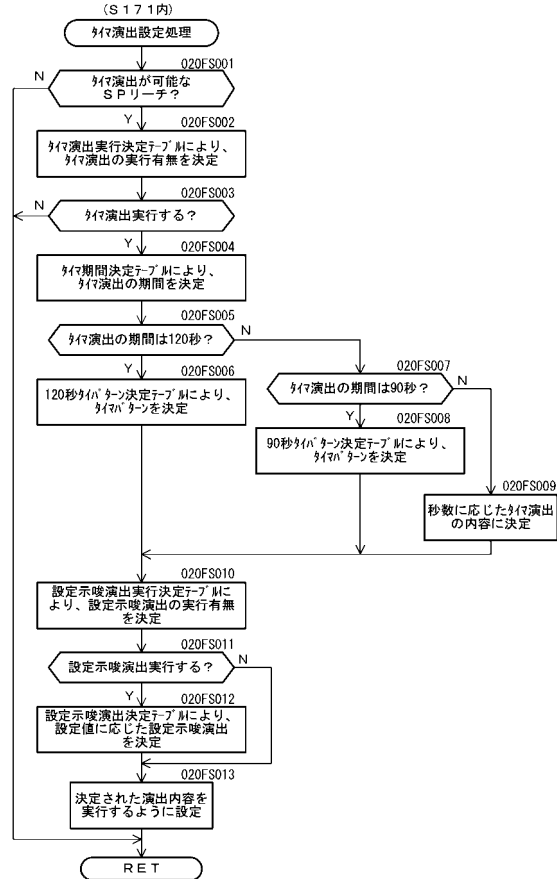 (S171内)
ﾀｲﾏ演出設定処理
020FS001
ﾀｲﾏ演出が可能な
SPリーチ?
N
Y
020FS002
ﾀｲﾏ演出実行決定ﾃｰﾌﾞﾙにより、
ﾀｲﾏ演出の実行有無を決定
020FS003
N
ﾀｲﾏ演出実行する?
Y
020FS004
ﾀｲﾏ期間決定ﾃｰﾌﾞﾙにより、
ﾀｲﾏ演出の期間を決定
020FS005
ﾀｲﾏ演出の期間は120秒?
N
Y
020FS006
120秒ﾀｲﾊﾟﾀｰﾝ決定ﾃｰﾌﾞﾙにより、
ﾀｲﾏﾊﾟﾀｰﾝを決定
020FS007
ﾀｲﾏ演出の期間は90秒?
N
Y
020FS008
90秒ﾀｲﾊﾟﾀｰﾝ決定ﾃｰﾌﾞﾙにより、
ﾀｲﾏﾊﾟﾀｰﾝを決定
020FS009
秒数に応じたﾀｲﾏ演出
の内容に決定
020FS010
設定示唆演出実行決定ﾃｰﾌﾞﾙに
より、設定示唆演出の実行有無
を決定
020FS011
設定示唆演出実行する?
N
Y
020FS012
設定示唆演出決定ﾃｰﾌﾞﾙにより、
設定値に応じた設定示唆演出
を決定
020FS013
決定された演出内容を
実行するように設定
RET